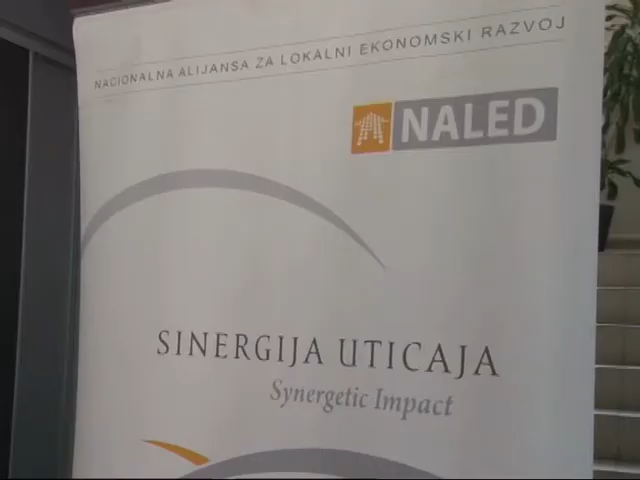 NACIONALNA ALIJANSA ZA LOKALNI EKONOMSKI RAZVOJ
NALED
SINERGIJA UTICAJA
Synergetic Impact